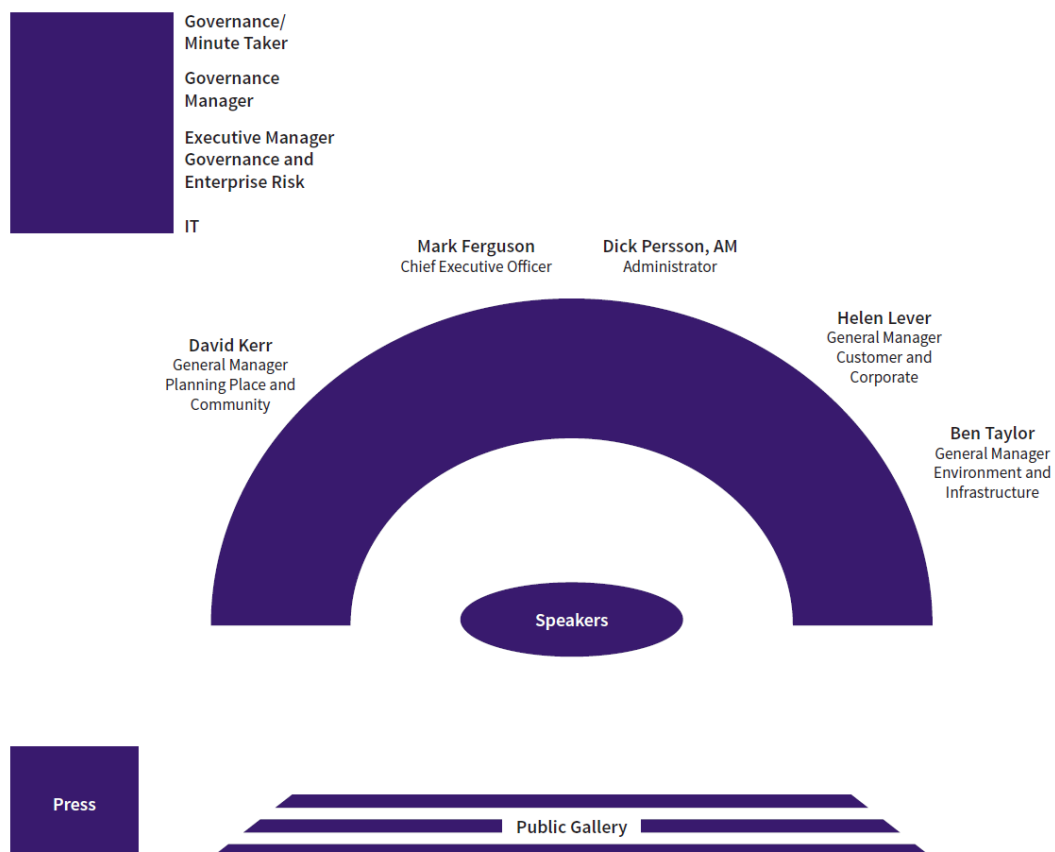 Governance/
Minute Taker
Governance
Manager
Executive Manager
Governance and
Enterprise Risk
IT
Mark Ferguson
Chief Executive Officer
Dick Persson, AM
Administrator
Helen Lever
General Manager
Customer and
Corporate
David Kerr
General Manager
Planning Place and
Community
Ben Taylor
General Manager
Environment and
Infrastructure
Speakers
Press
Public Gallery